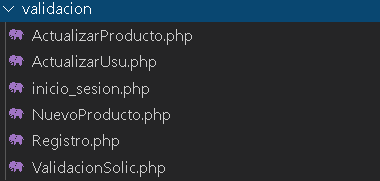 validacion
ActualizarProducto.php
ActualizarUsu.php
inicio_sesion.php
NuevoProducto.php
Registro.php
ValidacionSolic.php